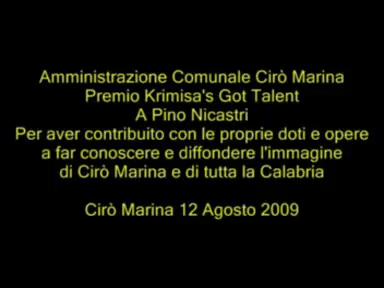 Amministrazione Comunale Cirò Marina
Premio Krimisa's Got Talent
A Pino Nicastri
Per aver contribuito con le proprie doti e opere
a far conoscere e diffondere l'immagine
di Cirò Marina e di tutta la Calabria
Cirò Marina 12 Agosto 2009